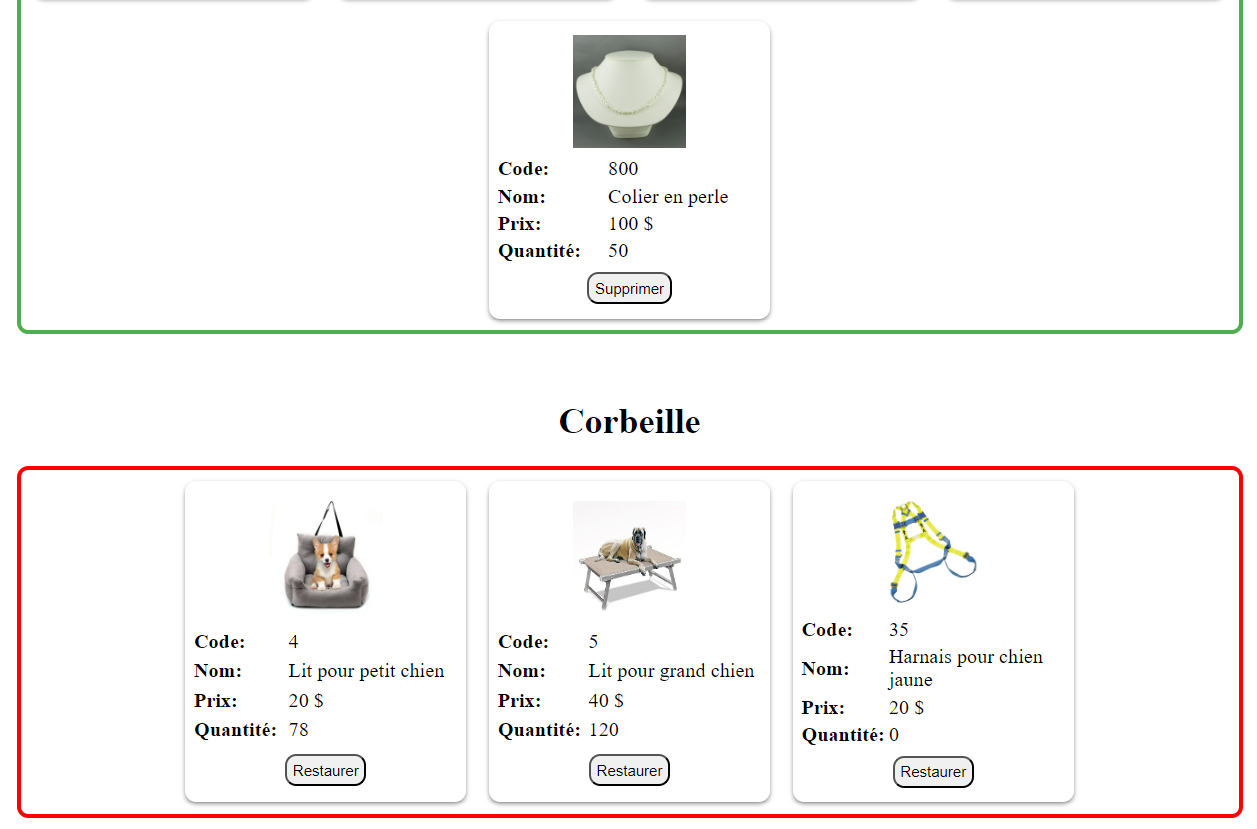 Code: 800
Nom: Colier en perle
Prix: 100 $
Quantité: 50
Supprimer
Corbeille
Code: 4
Nom: Lit pour petit chien
Prix: 20 $
Quantité: 78
Restaurer
Code: 5
Nom: Lit pour grand chien
Prix: 40 $
Quantité: 120
Restaurer
Code: 35
Nom: Harnais pour chien
jaune
Prix: 20 $
Quantité: 0
Restaurer